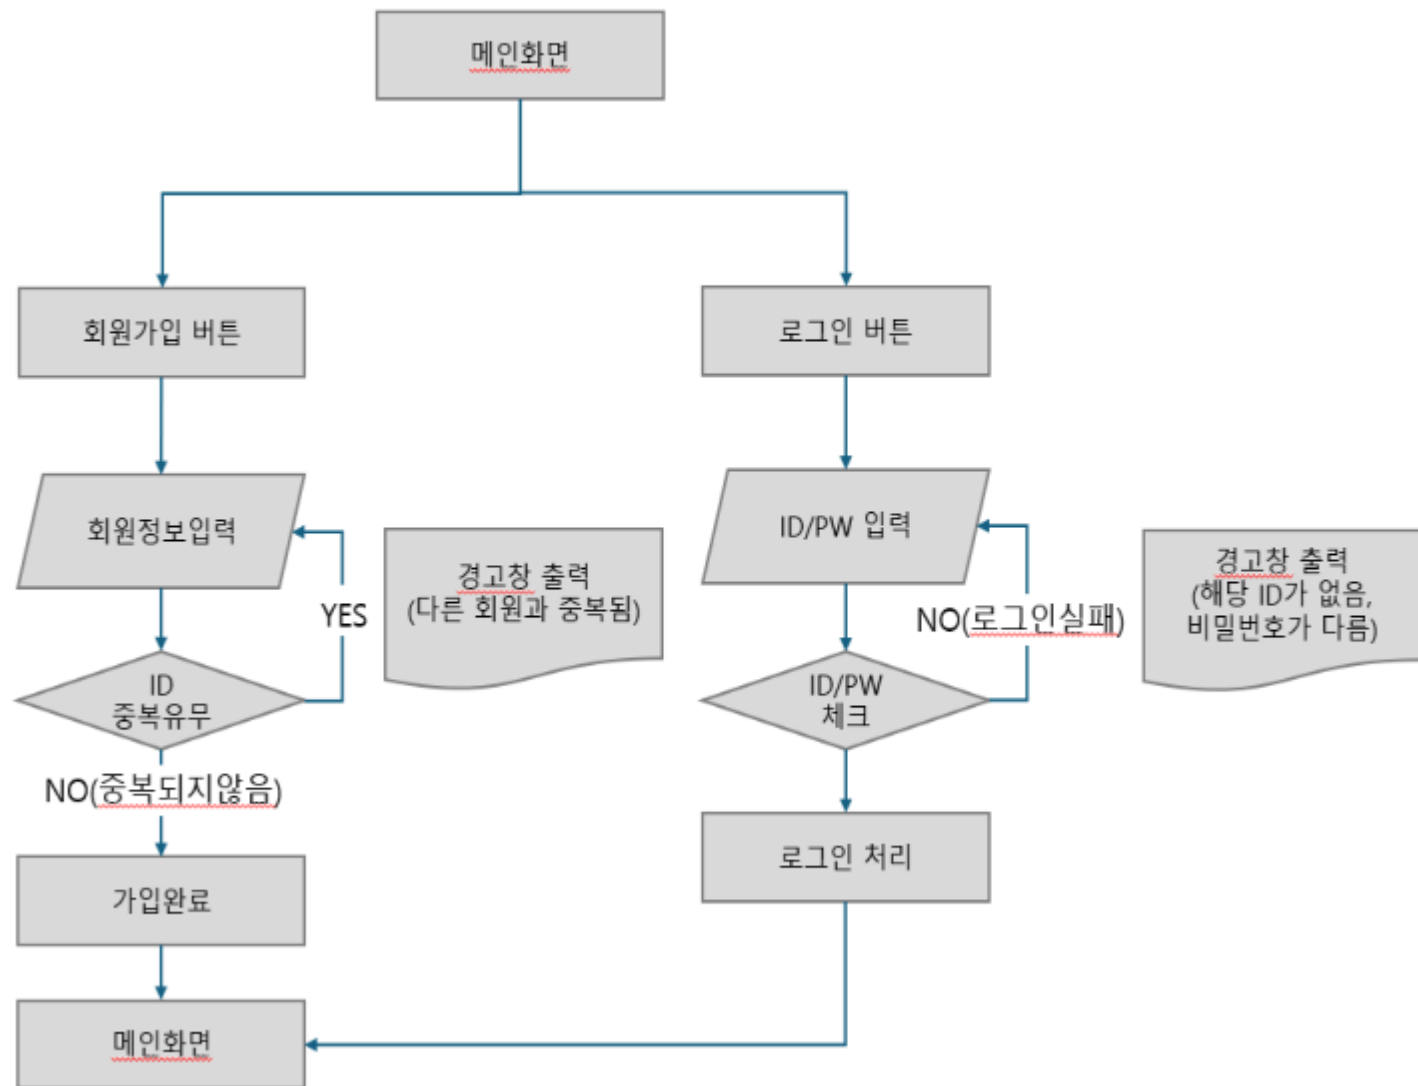 메인화면
회원가입 버튼
로그인 버튼
회원정보입력
YES
경고창 출력
(다른 회원과 중복됨)
ID/PW 입력
NO(로그인실패)
경고창 출력
(해당 ID가 없음,
비밀번호가 다름)
ID
중복유무
ID/PW
체크
NO(중복되지않음)
로그인 처리
가입완료
메인화면